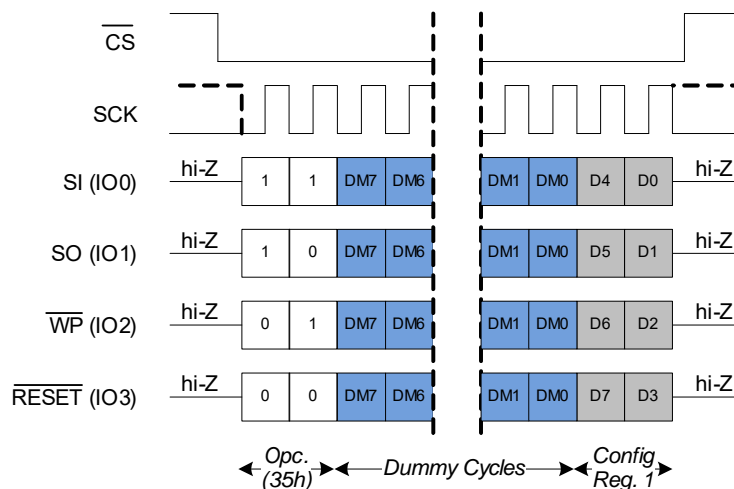 CS
SCK
SI (IO0) hi-Z 1 1 DM7 DM6 DM1 DM0 D4 D0 hi-Z
SO (IO1) hi-Z 1 0 DM7 DM6 DM1 DM0 D5 D1 hi-Z
WP (IO2) hi-Z 0 1 DM7 DM6 DM1 DM0 D6 D2 hi-Z
RESET (IO3) hi-Z 0 0 DM7 DM6 DM1 DM0 D7 D3 hi-Z
Opc.
(35h)
Dummy Cycles
Config
Reg. 1